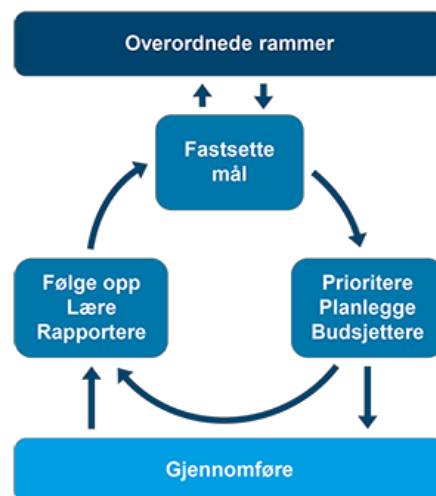 Overordnede rammer
Fastsette
mål
Følge opp
Lære
Rapportere
Prioritere
Planlegge
Budsjettere
Gjennomføre